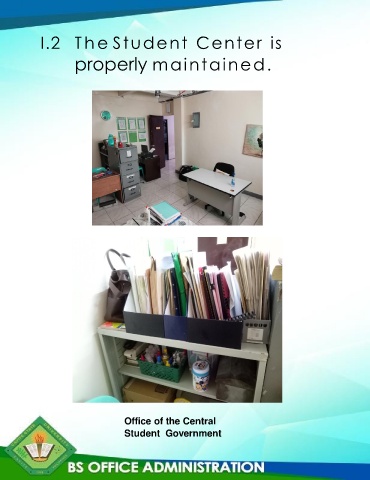 I.2 The Student Center is
properly maintained.
Office of the Central
Student Government
BS OFFICE ADMINISTRATION